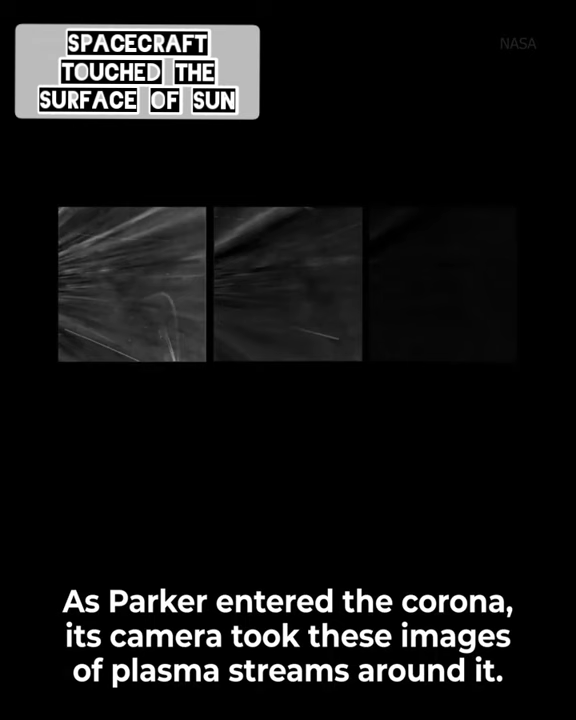 SPACECRAFT
TOUCHED THE
SURFACE OF SUN
NASA
As Parker entered the corona,
its camera took these images
of plasma streams around it.